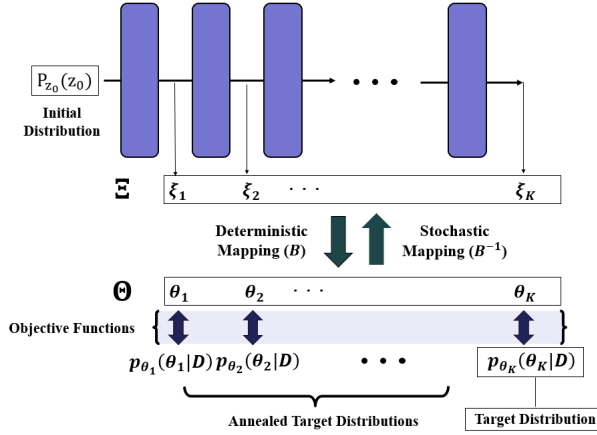 P_{z_0}(z_0)
Initial
Distribution
• • •
Ξ ξ_1 ξ_2 · · · ξ_K
Deterministic
Mapping (B)
Stochastic
Mapping (B^{-1})
Θ θ_1 θ_2 · · · θ_K
Objective Functions
p_{θ_1}(θ_1|D) p_{θ_2}(θ_2|D) • • • p_{θ_K}(θ_K|D)
Annealed Target Distributions
Target Distribution